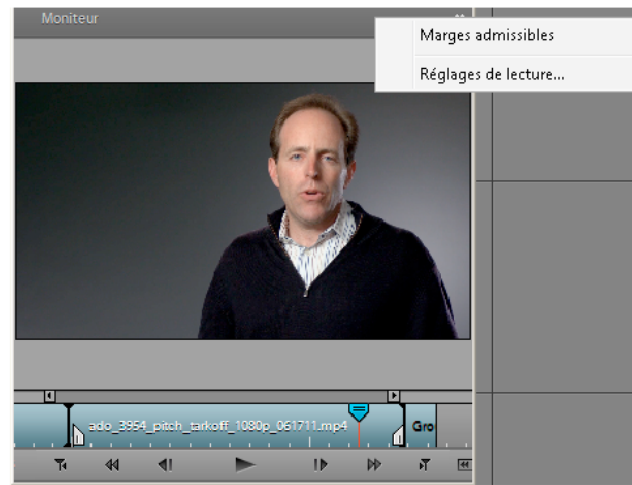 Moniteur
Marges admissibles
Réglages de lecture...
ado_3954_pitch_tarkoff_1080p_061711.mp4
Gro